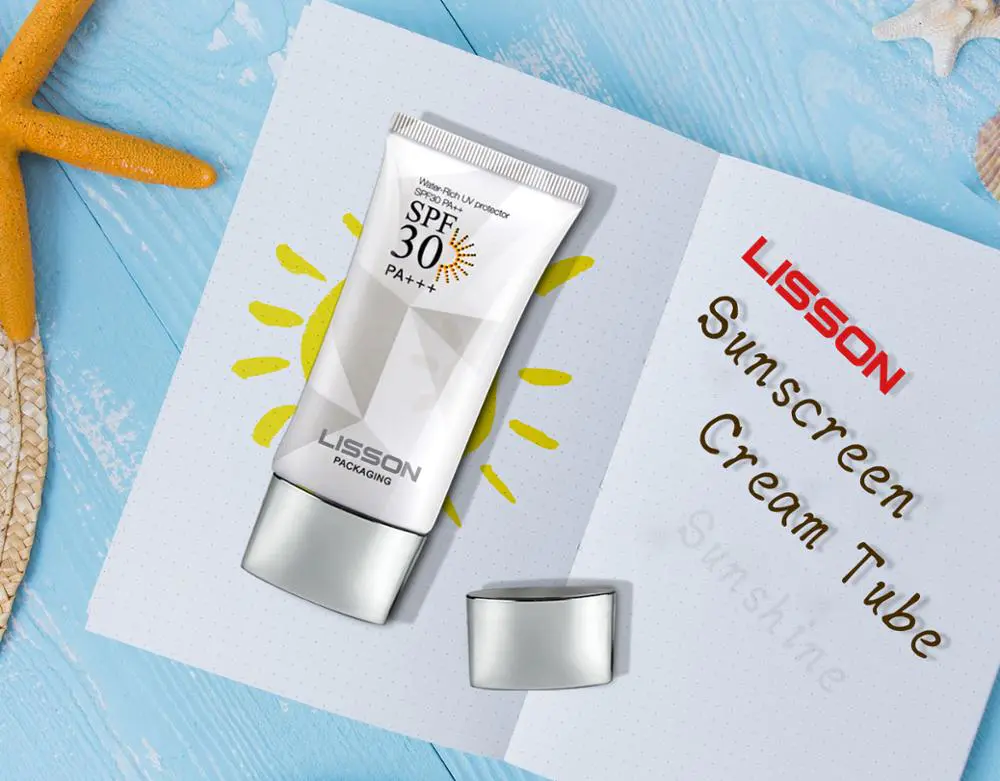 Water-Rich UV protector
SPF30 PA++
SPF
30
PA+++
LISSON
PACKAGING
LISSON
Sunscreen
Cream Tube
Sunshine